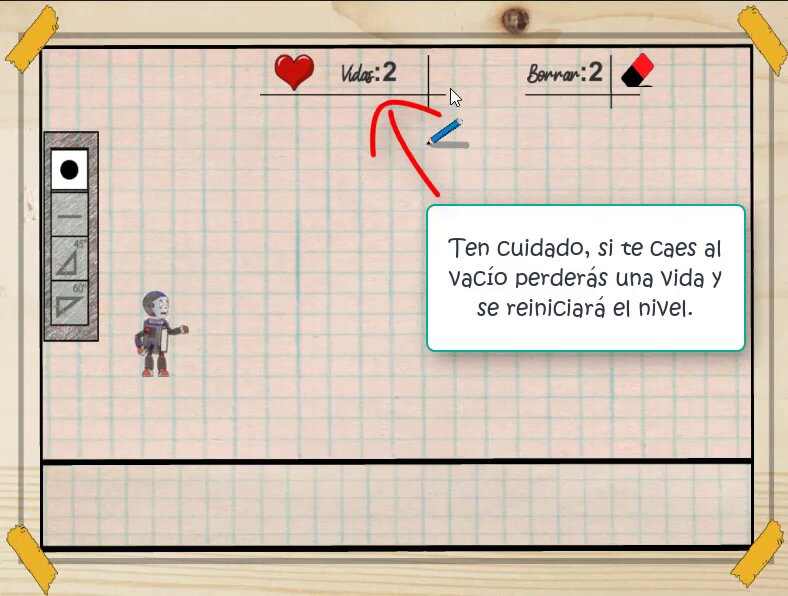 Vidas:2
Borrar:2
45°
60°
Ten cuidado, si te caes al
vacío perderás una vida y
se reiniciará el nivel.